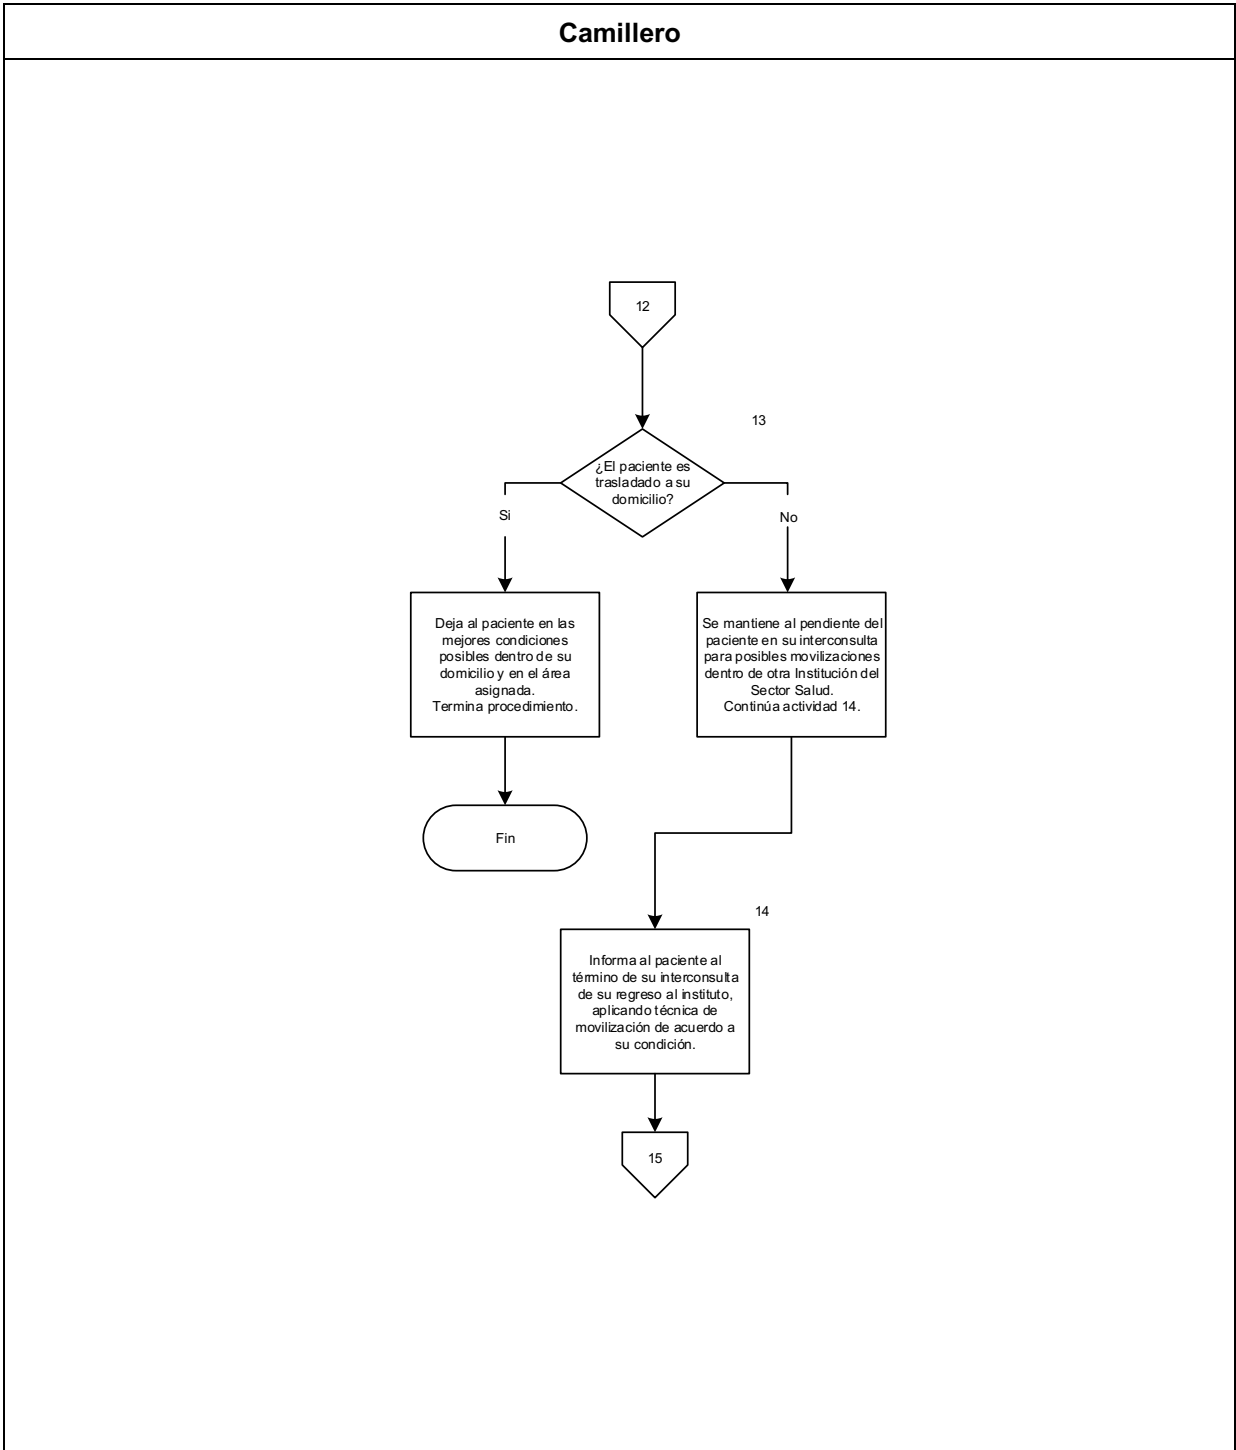 Camillero
12
13
¿El paciente es
trasladado a su
domicilio?
Si
No
Deja al paciente en las
mejores condiciones
posibles dentro de su
domicilio y en el área
asignada.
Termina procedimiento.
Se mantiene al pendiente del
paciente en su interconsulta
para posibles movilizaciones
dentro de otra Institución del
Sector Salud.
Continúa actividad 14.
Fin
14
Informa al paciente al
término de su interconsulta
de su regreso al instituto,
aplicando técnica de
movilización de acuerdo a
su condición.
15